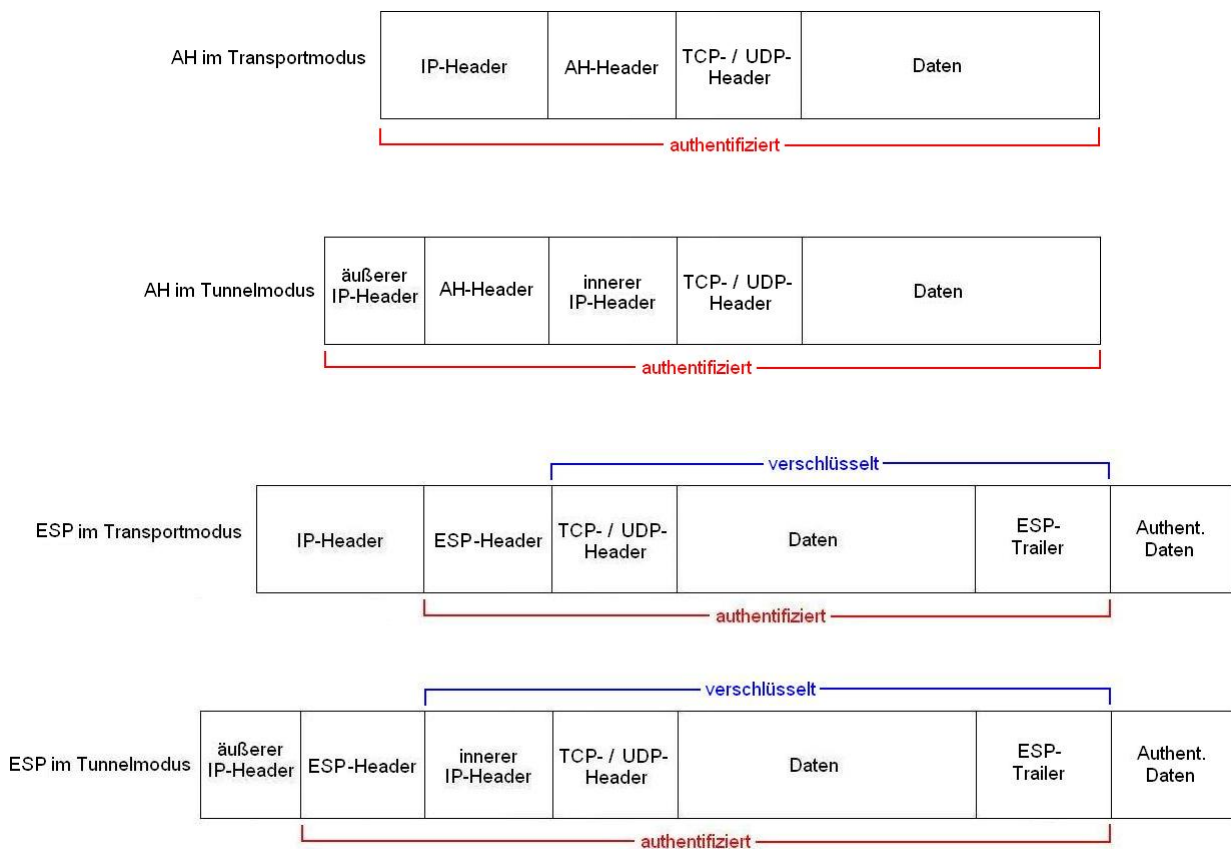 AH im Transportmodus
IP-Header
AH-Header
TCP- / UDP-
Header
Daten
authentifiziert
AH im Tunnelmodus
äußerer
IP-Header
AH-Header
innerer
IP-Header
TCP- / UDP-
Header
Daten
authentifiziert
verschlüsselt
ESP im Transportmodus
IP-Header
ESP-Header
TCP- / UDP-
Header
Daten
ESP-
Trailer
Authent.
Daten
authentifiziert
verschlüsselt
ESP im Tunnelmodus
äußerer
IP-Header
ESP-Header
innerer
IP-Header
TCP- / UDP-
Header
Daten
ESP-
Trailer
Authent.
Daten
authentifiziert